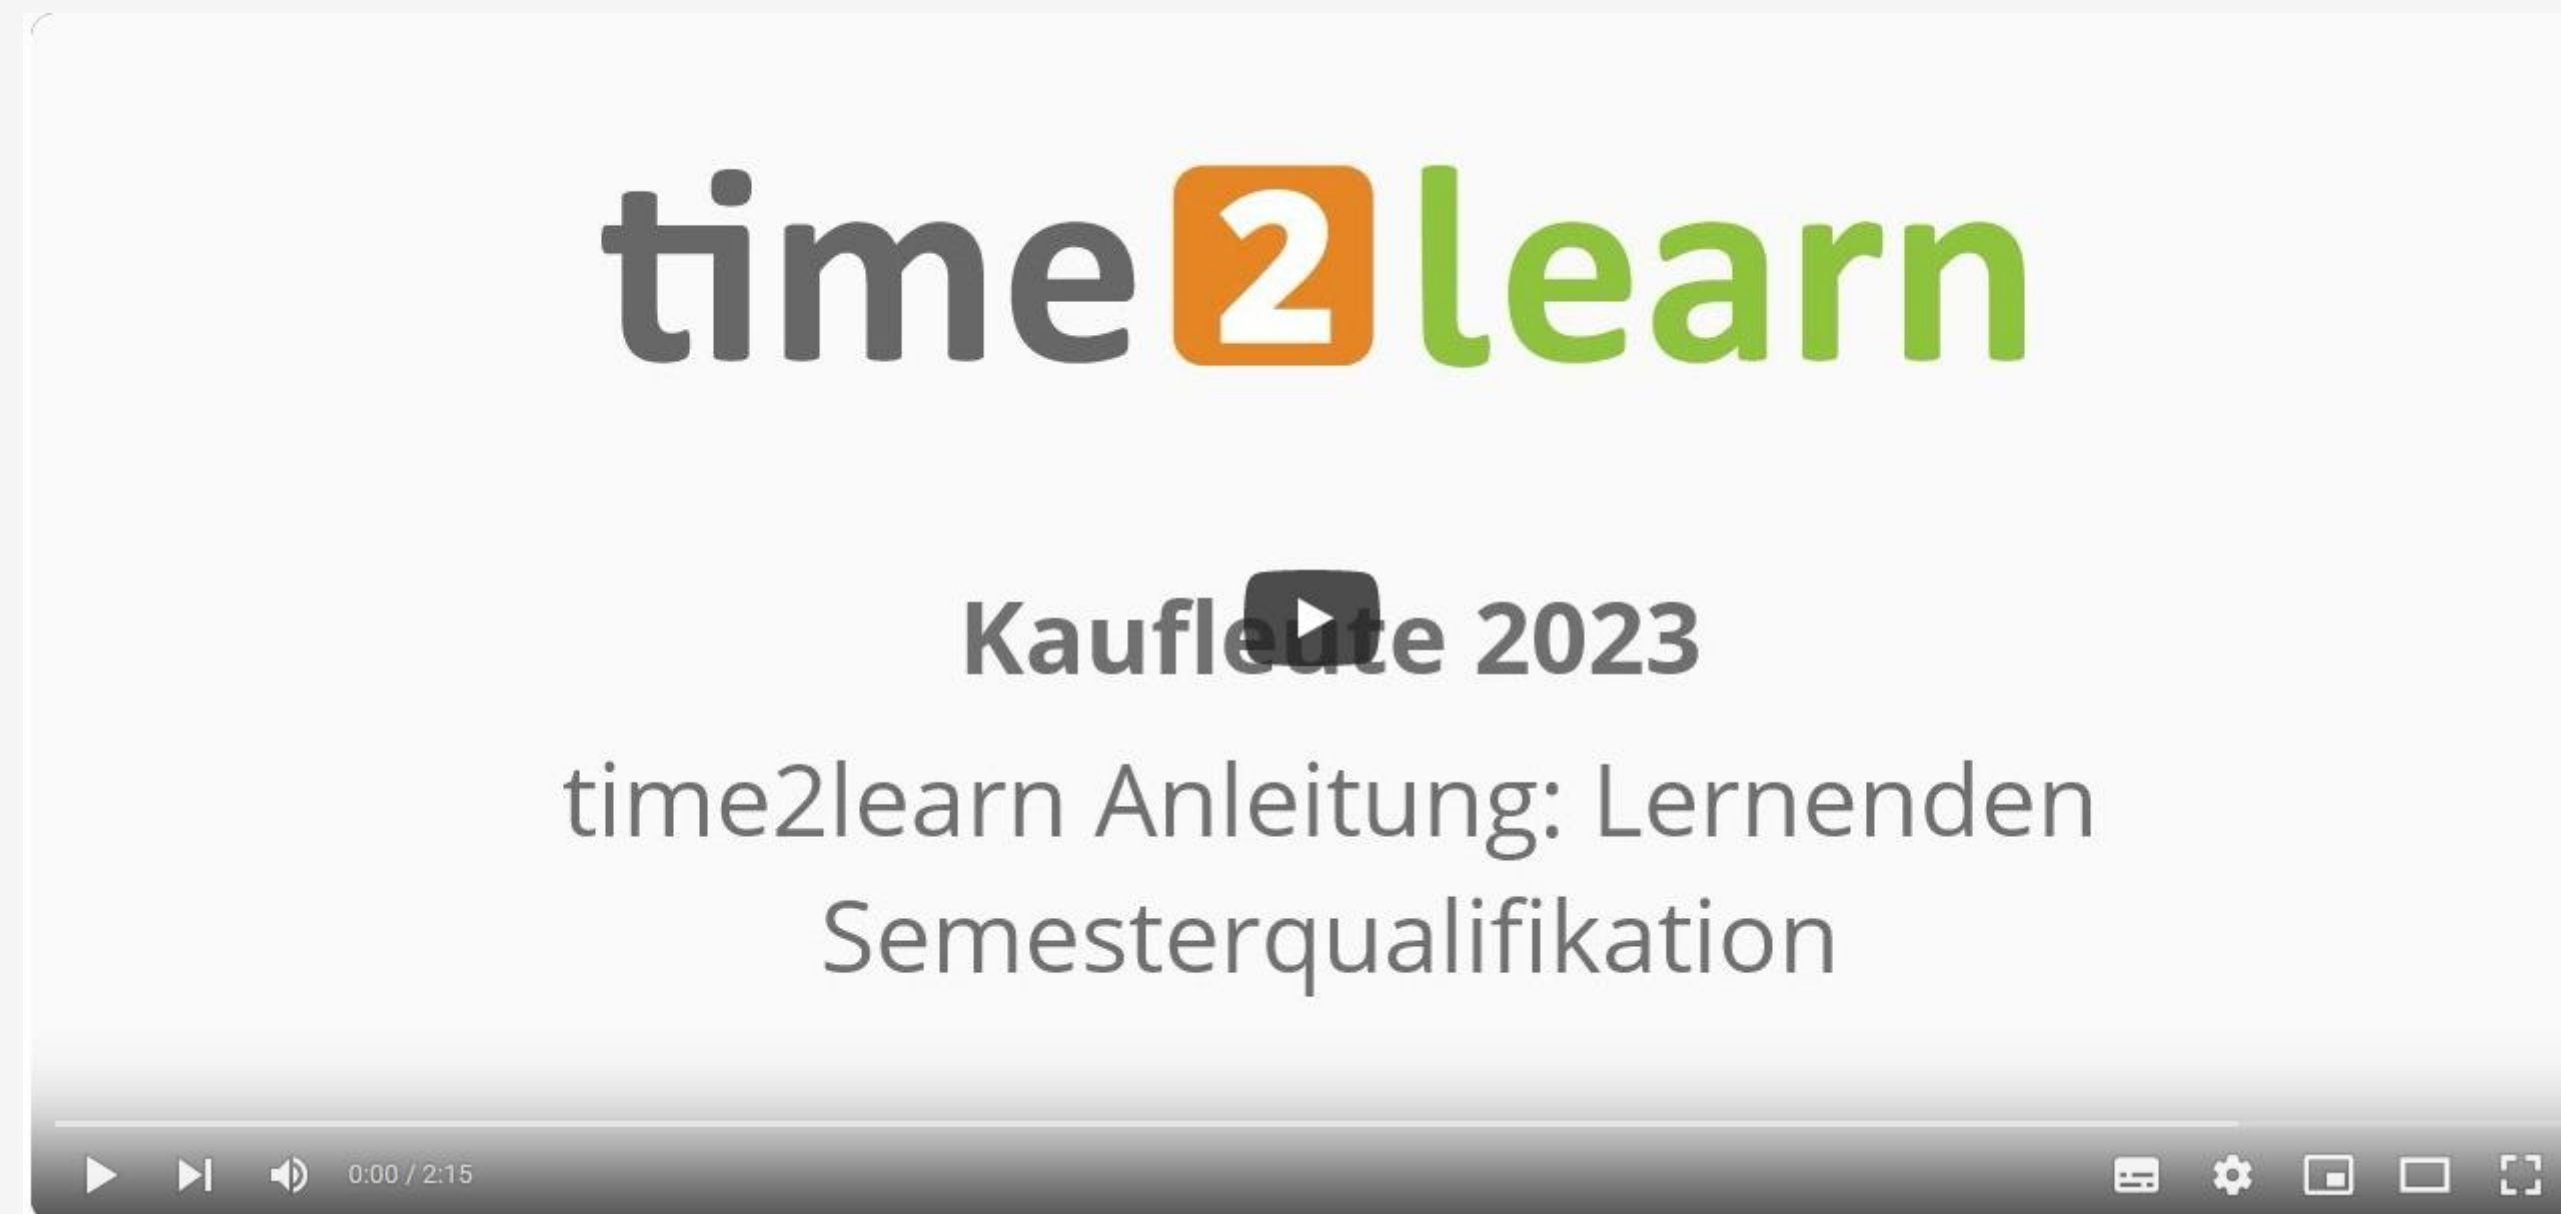 time2learn
Kaufleute 2023
time2learn Anleitung: Lernenden
Semesterqualifikation
0:00 / 2:15